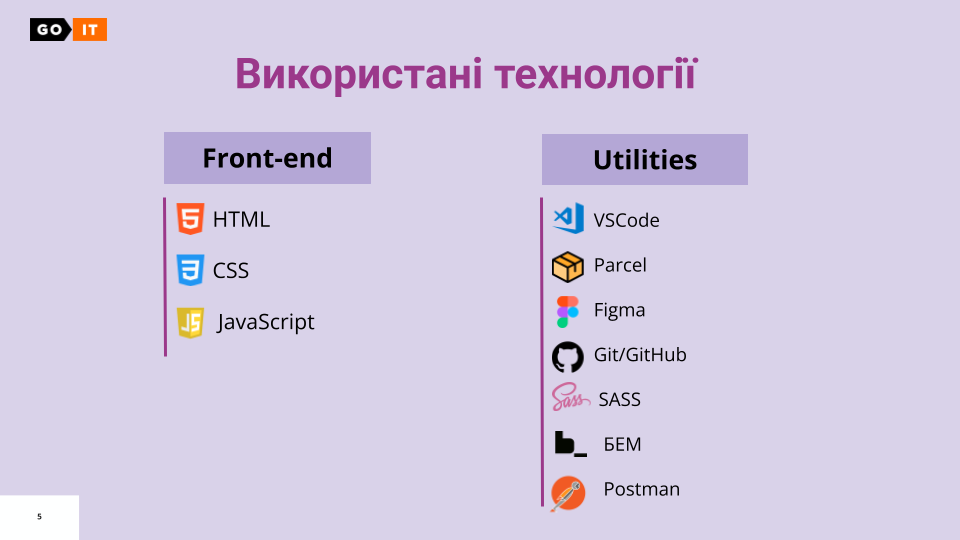 GO IT
Використані технології
Front-end
HTML
CSS
JavaScript
Utilities
VSCode
Parcel
Figma
Git/GitHub
SASS
БЕМ
Postman
5